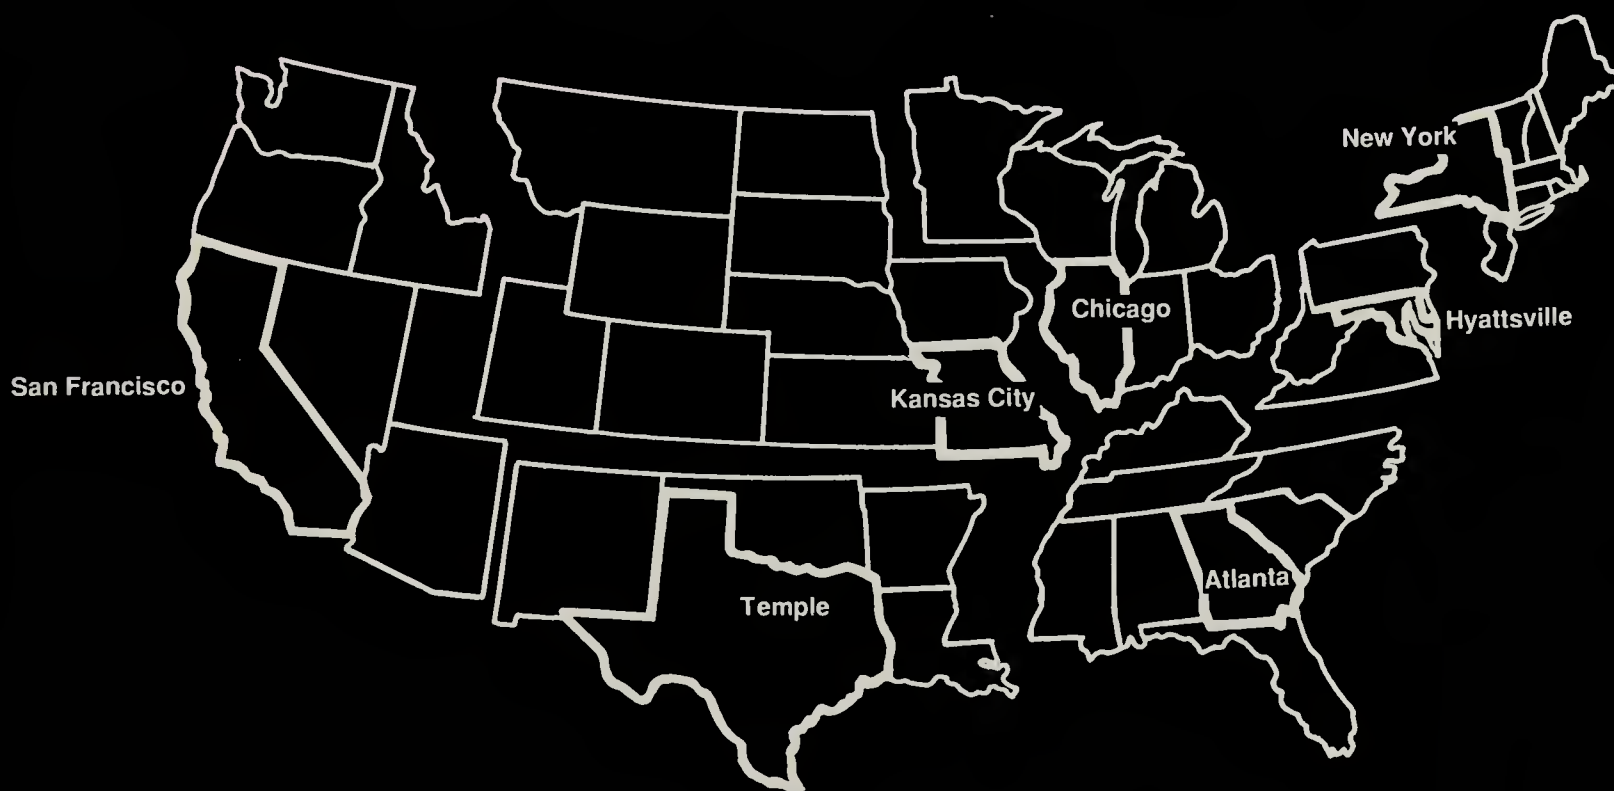 New York
Chicago
Hyattsville
San Francisco
Kansas City
Atlanta
Temple